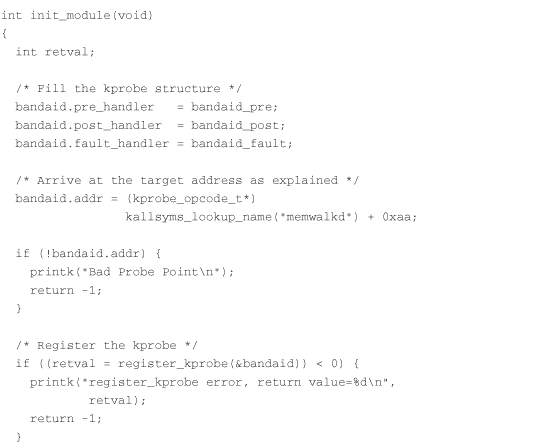 int init_module(void)
{
  int retval;

  /* Fill the kprobe structure */
  bandaid.pre_handler   = bandaid_pre;
  bandaid.post_handler  = bandaid_post;
  bandaid.fault_handler = bandaid_fault;

  /* Arrive at the target address as explained */
  bandaid.addr = (kprobe_opcode_t*)
                 kallsyms_lookup_name("memwalkd") + 0xaa;

  if (!bandaid.addr) {
    printk("Bad Probe Point\n");
    return -1;
  }

  /* Register the kprobe */
  if ((retval = register_kprobe(&bandaid)) < 0) {
    printk("register_kprobe error, return value=%d\n",
            retval);
    return -1;
  }